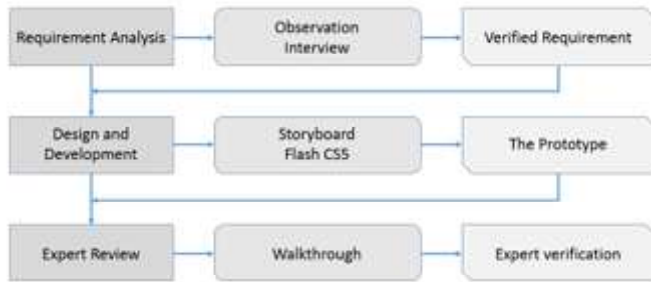 Requirement Analysis
Observation
Interview
Verified Requirement
Design and
Development
Storyboard
Flash CS5
The Prototype
Expert Review
Walkthrough
Expert verification